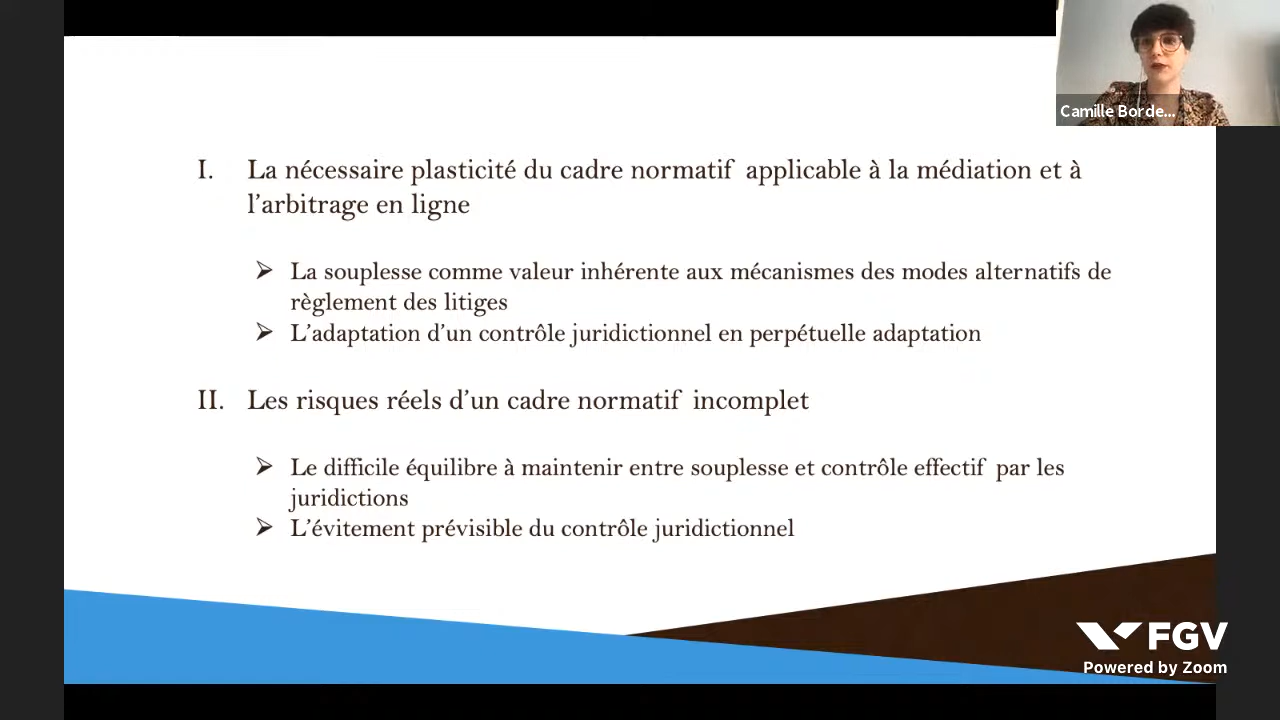 Camille Borde...
I. La nécessaire plasticité du cadre normatif applicable à la médiation et à
l’arbitrage en ligne
➢ La souplesse comme valeur inhérente aux mécanismes des modes alternatifs de
règlement des litiges
➢ L’adaptation d’un contrôle juridictionnel en perpétuelle adaptation
II. Les risques réels d’un cadre normatif incomplet
➢ Le difficile équilibre à maintenir entre souplesse et contrôle effectif par les
juridictions
➢ L’évitement prévisible du contrôle juridictionnel
FGV
Powered by Zoom